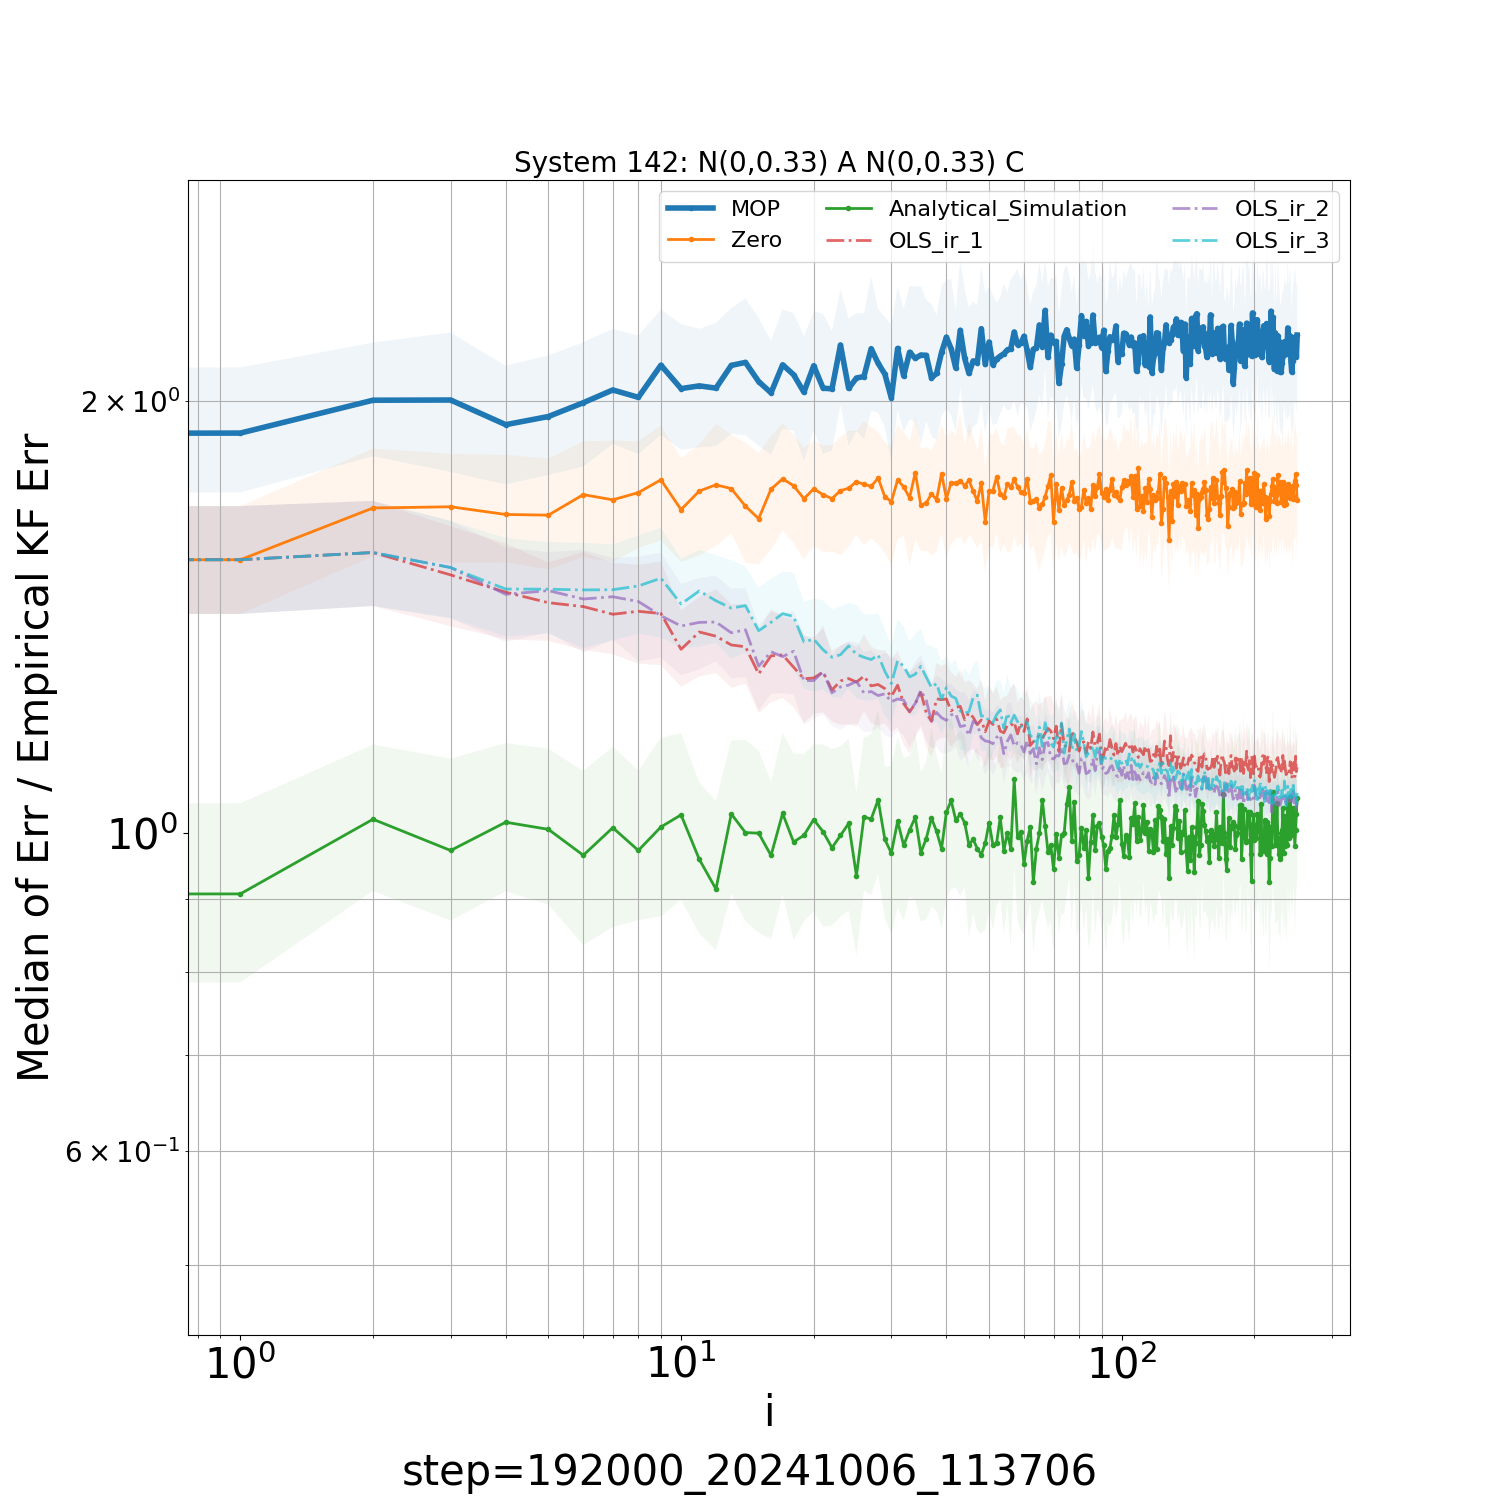 System 142: N(0,0.33) A N(0,0.33) C
MOP
Zero
Analytical_Simulation
OLS_ir_1
OLS_ir_2
OLS_ir_3
Median of Err / Empirical KF Err
2 × 10⁰
10⁰
6 × 10⁻¹
10⁰
10¹
10²
i
step=192000_20241006_113706